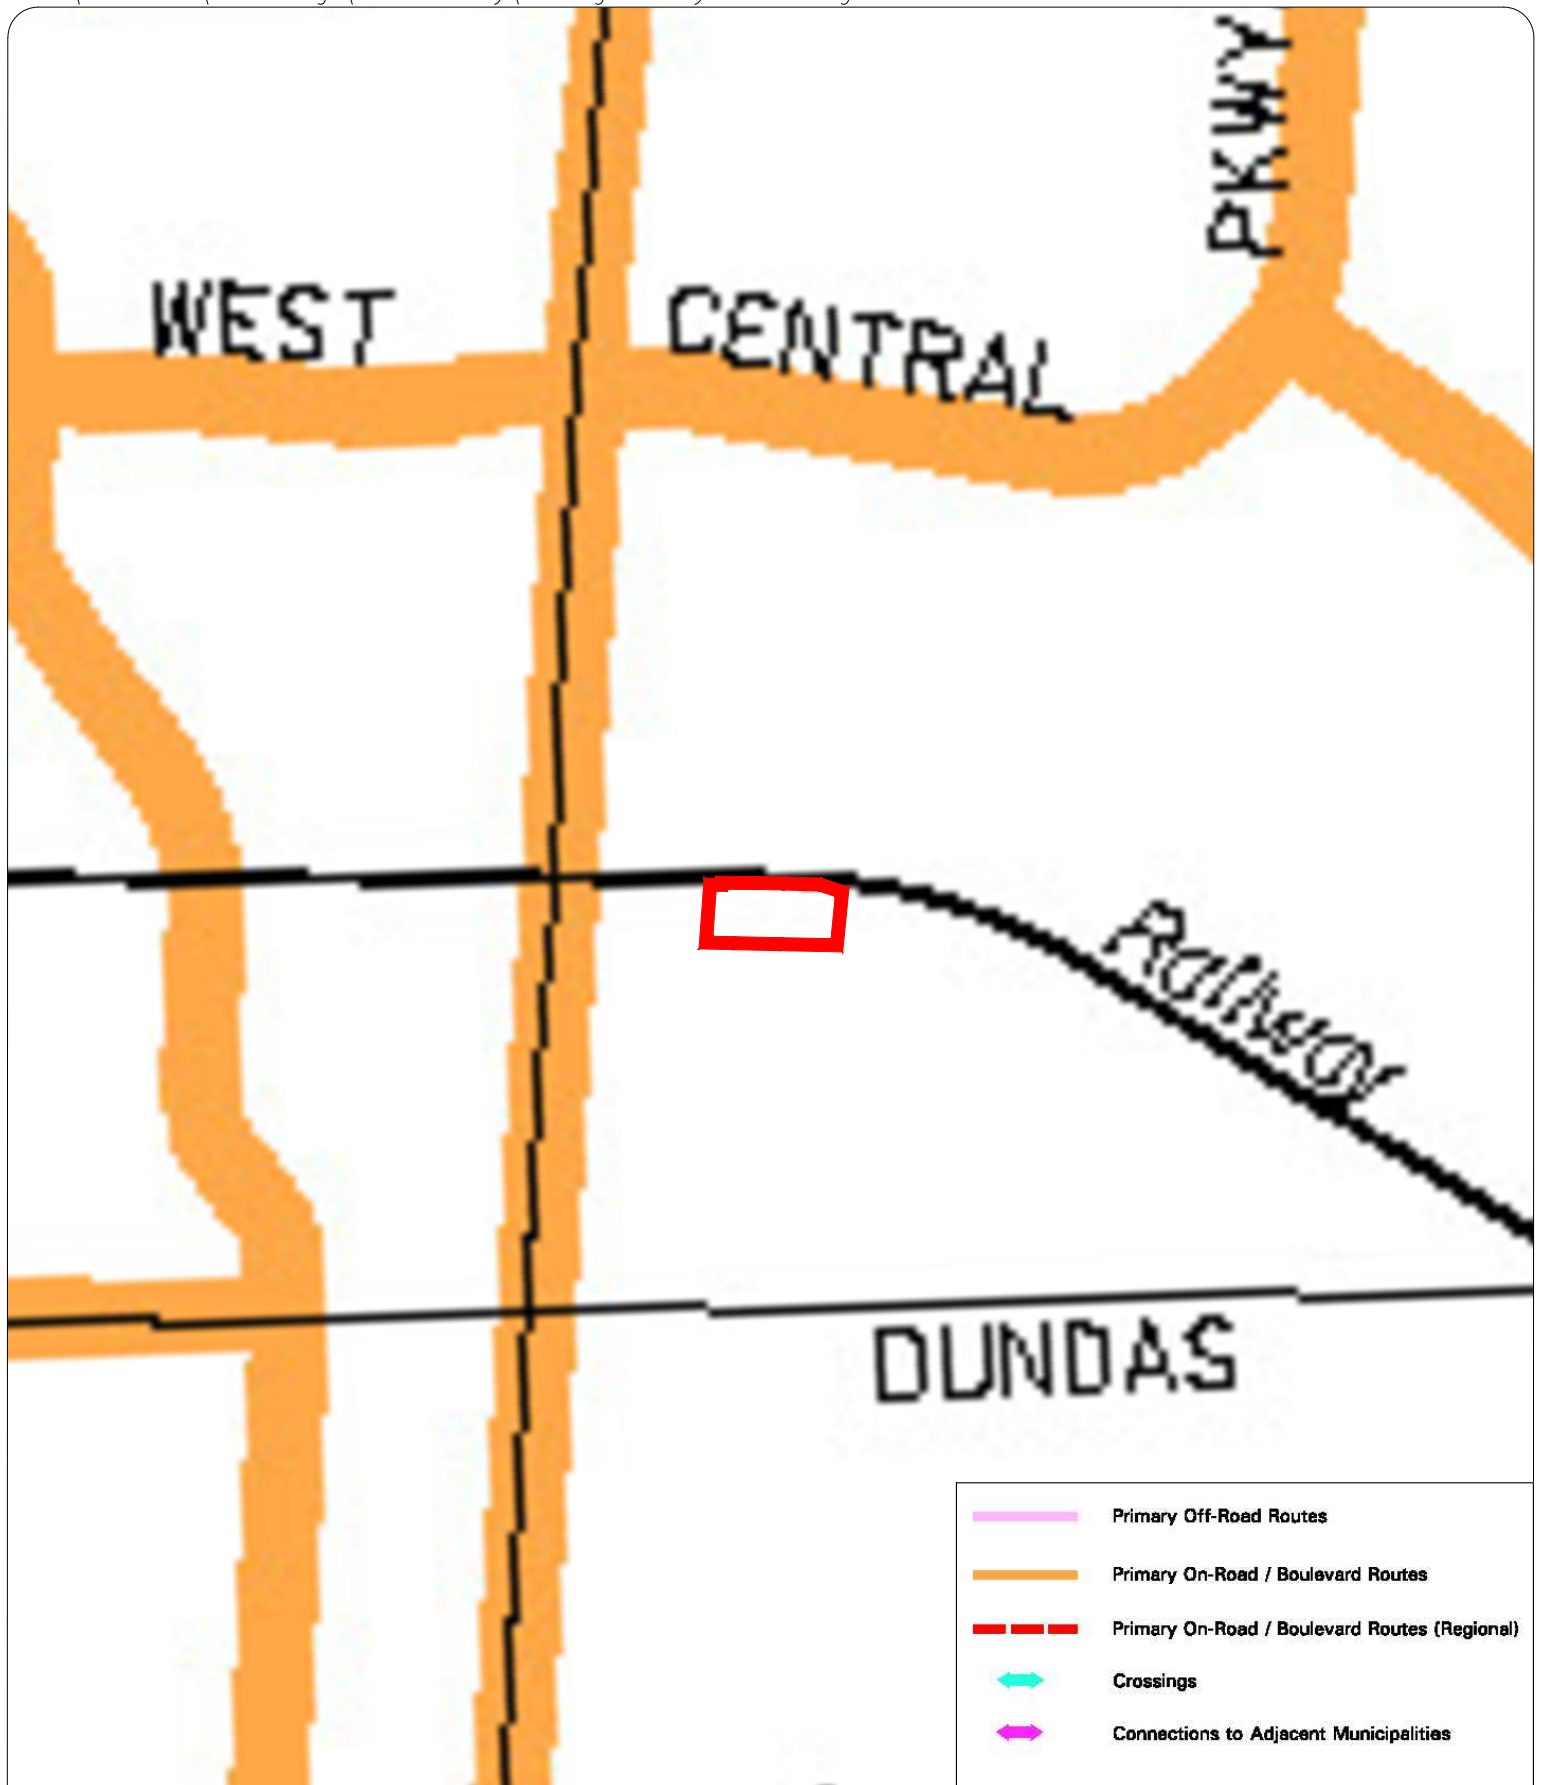 PKWY
WEST CENTRAL
Railway
DUNDAS
Primary Off-Road Routes
Primary On-Road / Boulevard Routes
Primary On-Road / Boulevard Routes (Regional)
Crossings
Connections to Adjacent Municipalities